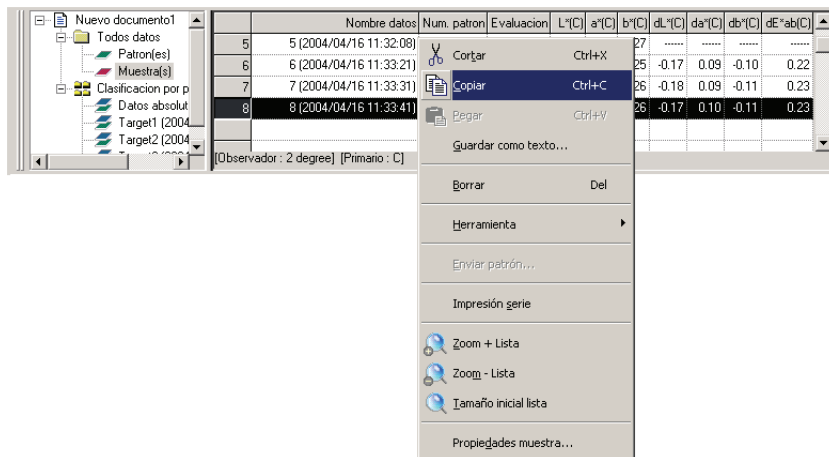 Nuevo documento1
Todos datos
Patron(es)
Muestra(s)
Clasificacion por p
Datos absolut
Target1 (2004
Target2 (2004
Nombre datos Num. patron Evaluacion L*(C) a*(C) b*(C) dL*(C) da*(C) db*(C) dE*ab(C)
5 5 (2004/04/16 11:32:08) 27 ----- ----- ----- -----
6 6 (2004/04/16 11:33:21) 25 -0.17 0.09 -0.10 0.22
7 7 (2004/04/16 11:33:31) 26 -0.18 0.09 -0.11 0.23
8 8 (2004/04/16 11:33:41) 26 -0.17 0.10 -0.11 0.23
[Observador : 2 degree] [Primario : C]
Cortar Ctrl+X
Copiar Ctrl+C
Pegar Ctrl+V
Guardar como texto...
Borrar Del
Herramienta
Enviar patrón...
Impresión serie
Zoom + Lista
Zoom - Lista
Tamaño inicial lista
Propiedades muestra...